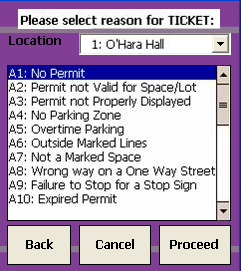 Please select reason for TICKET:
Location 1: O'Hara Hall
A1: No Permit
A2: Permit not Valid for Space/Lot
A3: Permit not Properly Displayed
A4: No Parking Zone
A5: Overtime Parking
A6: Outside Marked Lines
A7: Not a Marked Space
A8: Wrong way on a One Way Street
A9: Failure to Stop for a Stop Sign
A10: Expired Permit
Back Cancel Proceed